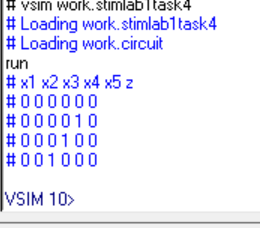 # vsim work.stimlab1task4
# Loading work.stimlab1task4
# Loading work.circuit
run
# x1 x2 x3 x4 x5 z
# 0 0 0 0 0 0
# 0 0 0 0 1 0
# 0 0 0 1 0 0
# 0 0 1 0 0 0
VSIM 10>